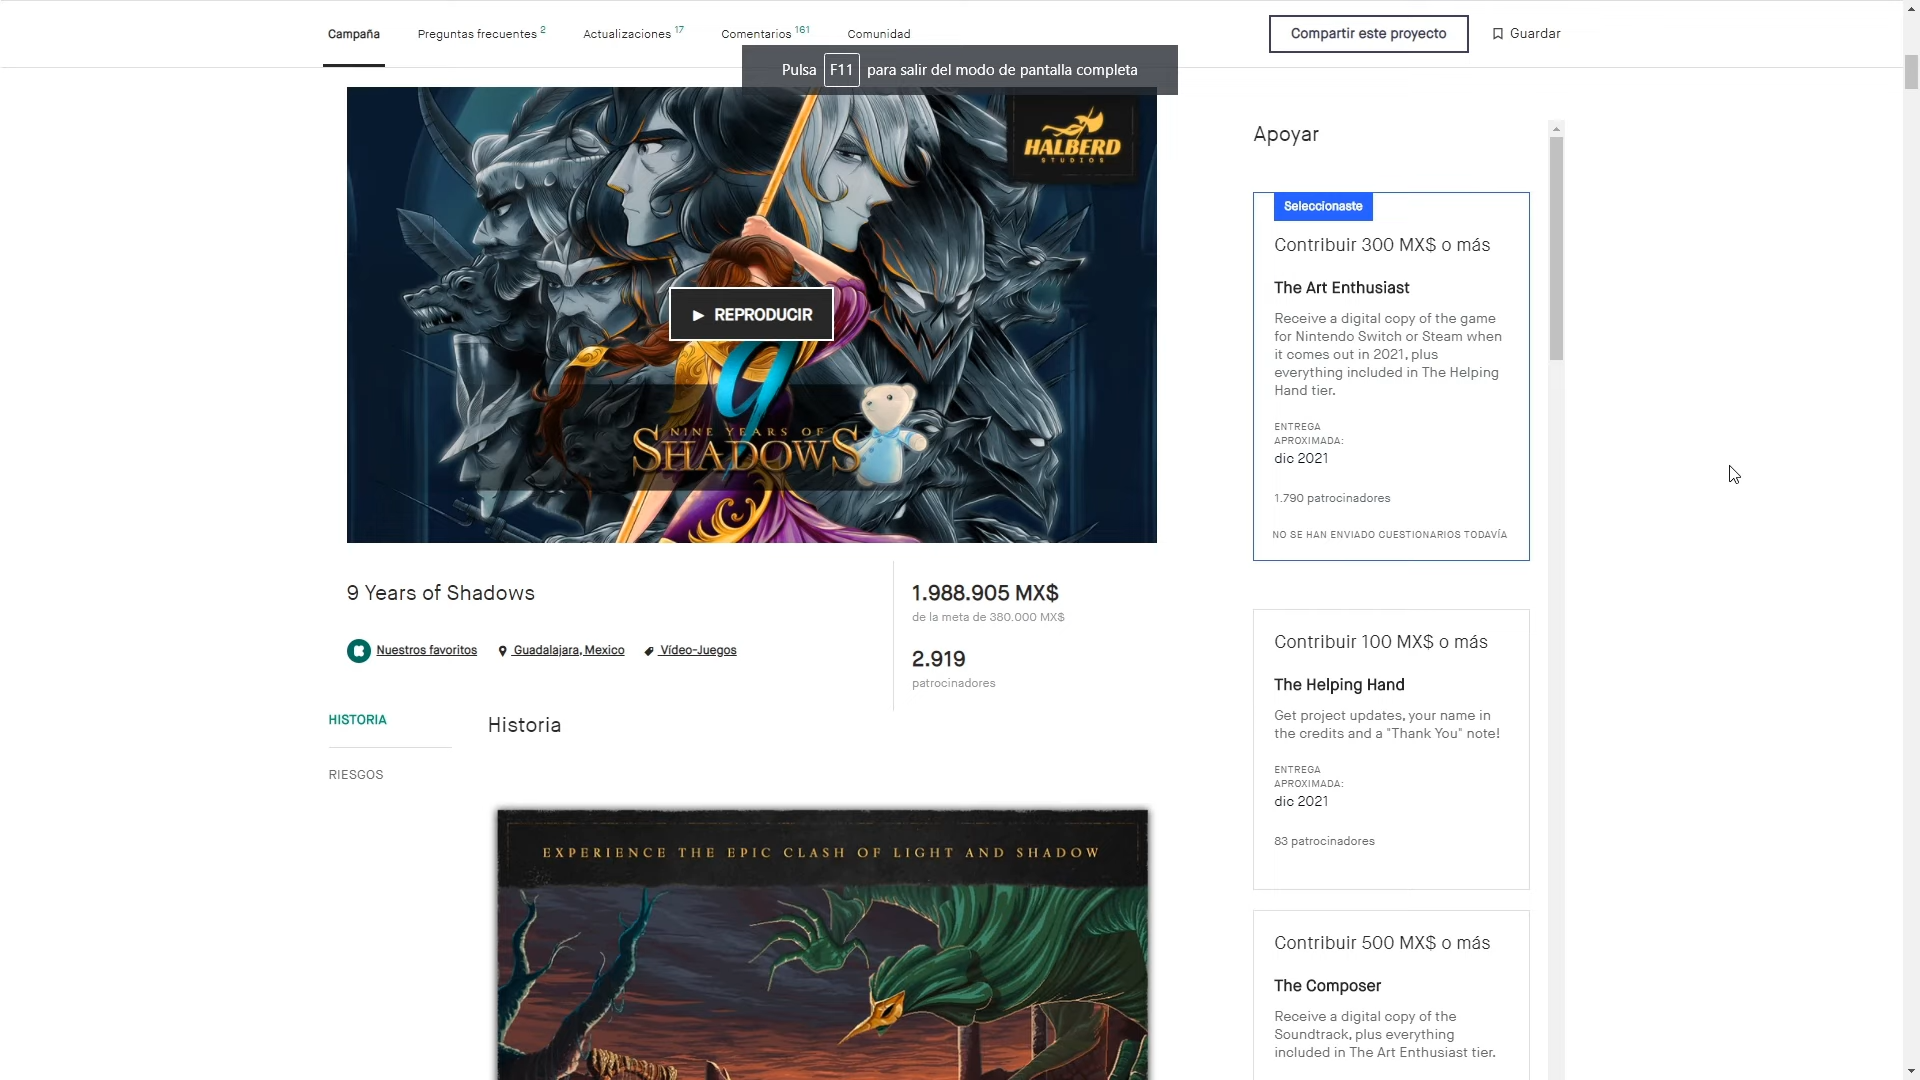 Campaña
Preguntas frecuentes 2
Actualizaciones 17
Comentarios 161
Comunidad
Compartir este proyecto
Guardar
Pulsa F11 para salir del modo de pantalla completa
HALBERD
STUDIOS
REPRODUCIR
9
NINE YEARS OF
SHADOWS
9 Years of Shadows
Nuestros favoritos
Guadalajara, Mexico
Vídeo-Juegos
1.988.905 MX$
de la meta de 380.000 MX$
2.919
patrocinadores
HISTORIA
RIESGOS
Historia
EXPERIENCE THE EPIC CLASH OF LIGHT AND SHADOW
Apoyar
Seleccionaste
Contribuir 300 MX$ o más
The Art Enthusiast
Receive a digital copy of the game
for Nintendo Switch or Steam when
it comes out in 2021, plus
everything included in The Helping
Hand tier.
ENTREGA
APROXIMADA:
dic 2021
1.790 patrocinadores
NO SE HAN ENVIADO CUESTIONARIOS TODAVÍA
Contribuir 100 MX$ o más
The Helping Hand
Get project updates, your name in
the credits and a "Thank You" note!
ENTREGA
APROXIMADA:
dic 2021
83 patrocinadores
Contribuir 500 MX$ o más
The Composer
Receive a digital copy of the
Soundtrack, plus everything
included in The Art Enthusiast tier.